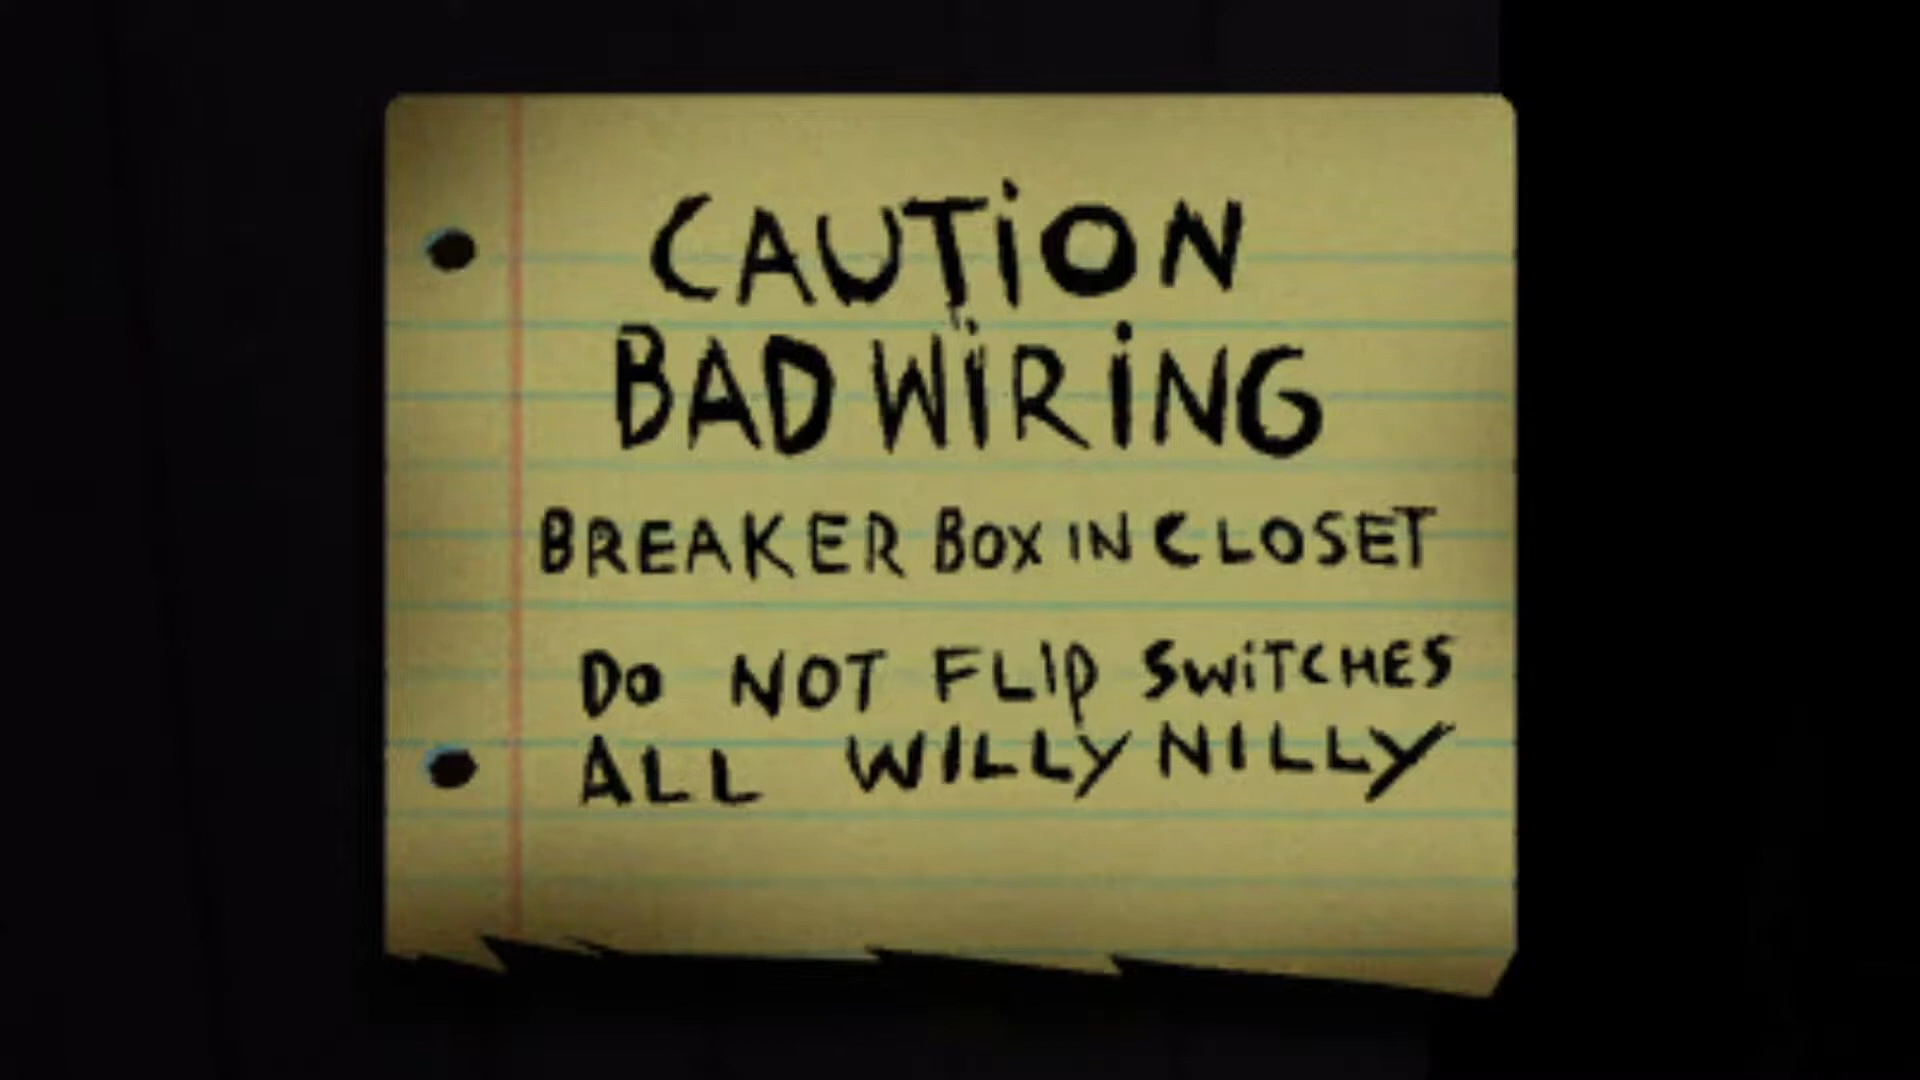 CAUTiON
BAD WiRiNG
BREAKER BOX IN CLOSET
Do NOT FLIP SWiTCHES
ALL WILLY NILLY